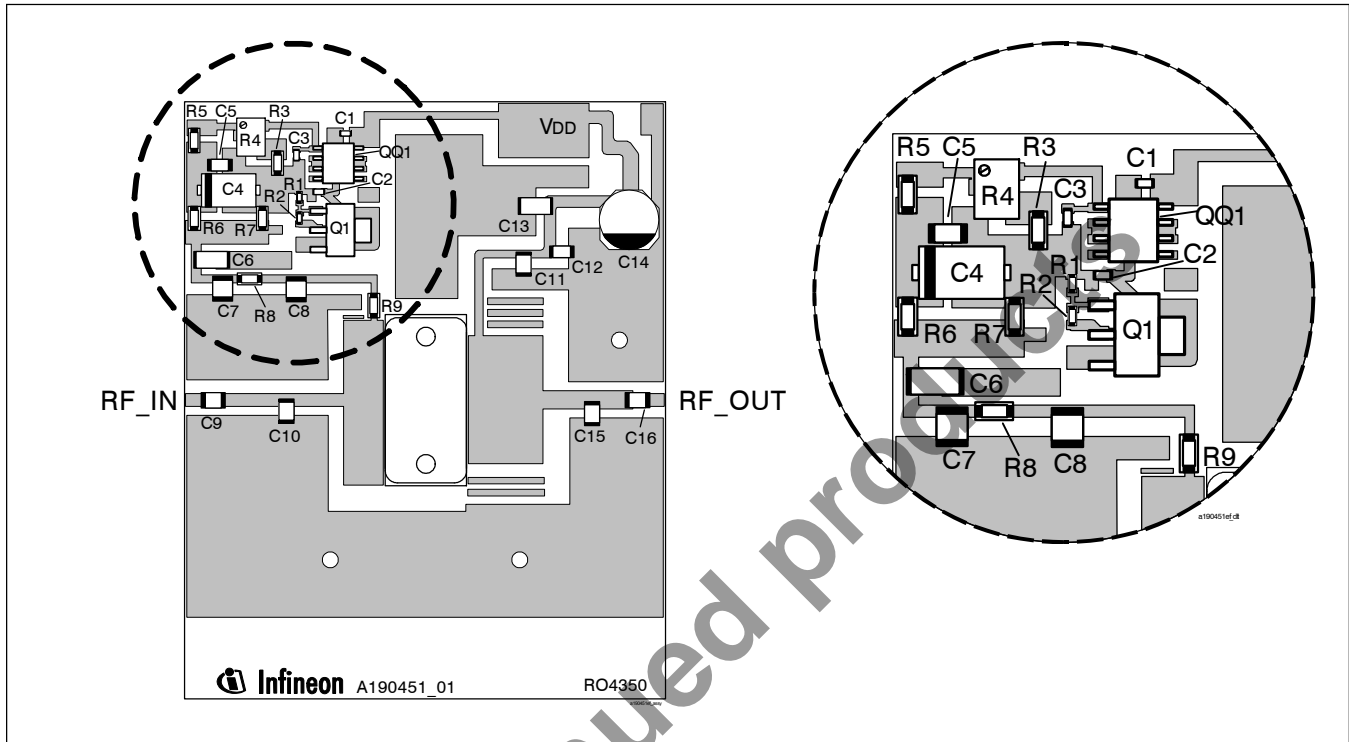 R5 C5 R3 C1
R4 C3 QQ1
VDD
C4 R1 C2
R2
R6 R7 Q1
C6
C7 R8 C8 R9
C13
C12
C11 C14
RF_IN RF_OUT
C9 C10 C15 C16
Infineon A190451_01 RO4350
a190451ef_assy
R5 C5 R3 C1
R4 C3 QQ1
C2
C4 R1
R2
R6 R7 Q1
C6
C7 R8 C8 R9
a190451ef_dtl
ued products